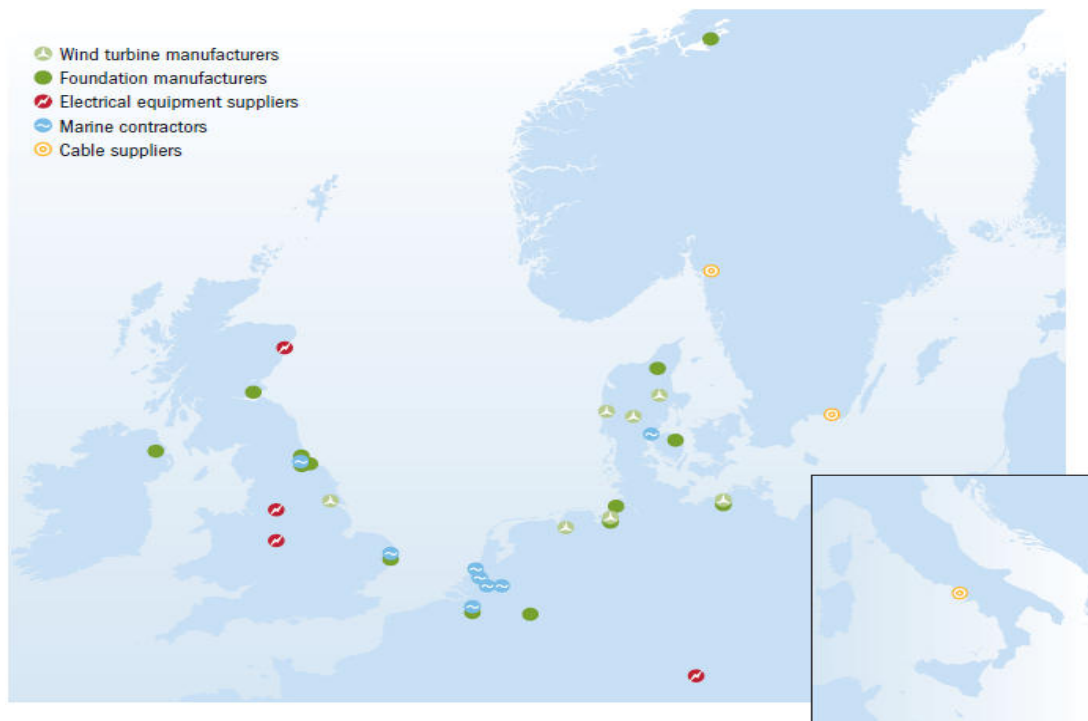 Wind turbine manufacturers
Foundation manufacturers
Electrical equipment suppliers
Marine contractors
Cable suppliers